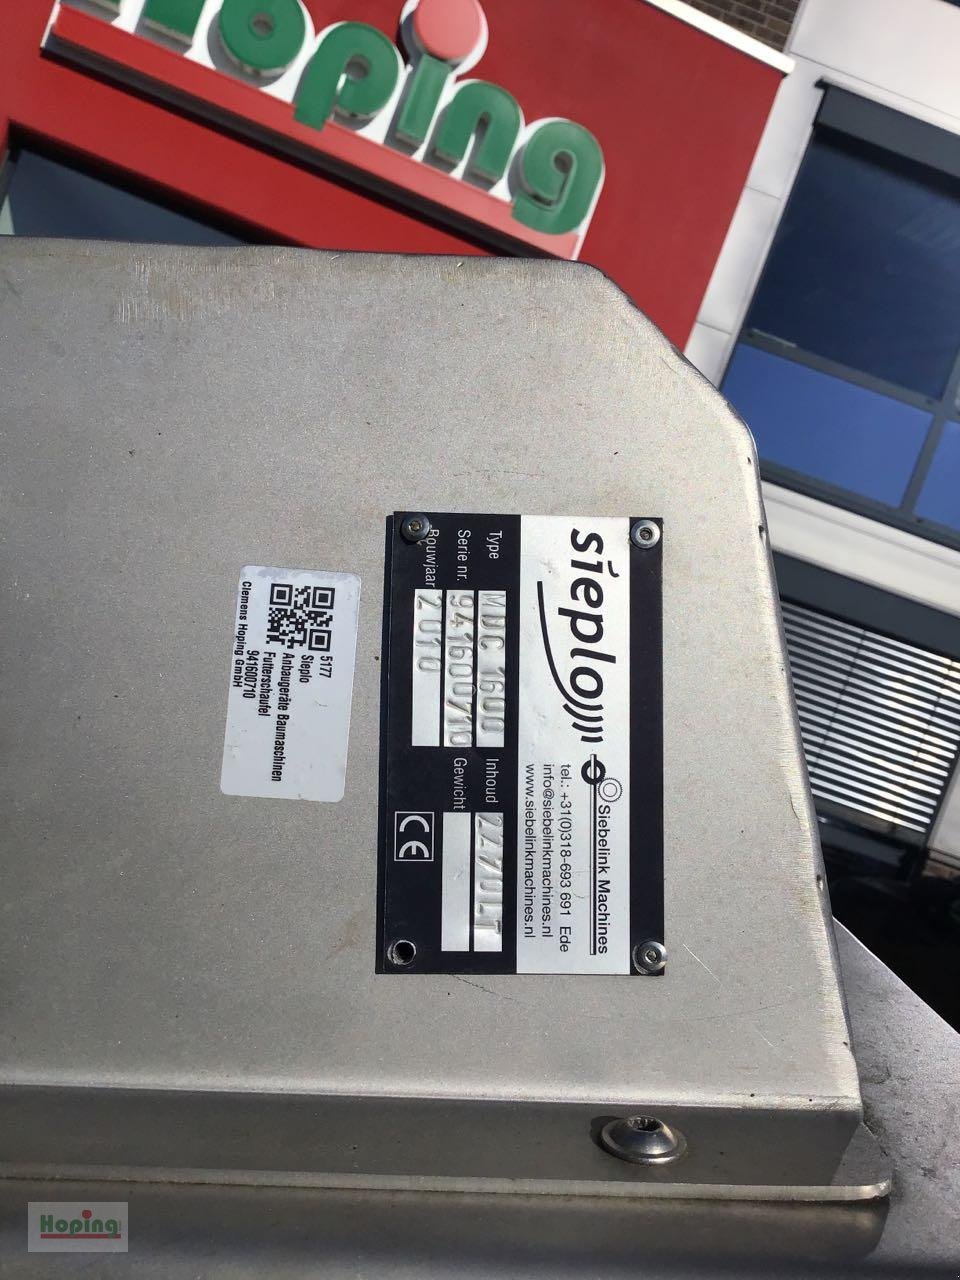 Hoping
sieplo
Siebelink Machines
tel.: +31(0)318-693 691 Ede
info@siebelinkmachines.nl
www.siebelinkmachines.nl
Type MDC 1600 Inhoud
Serie nr. 941600710 Gewicht
Bouwjaar 2010
CE
5177
Sieplo
Anbaugeräte Baumaschinen
Futterschaufel
941600710
Clemens Hoping GmbH
Hoping